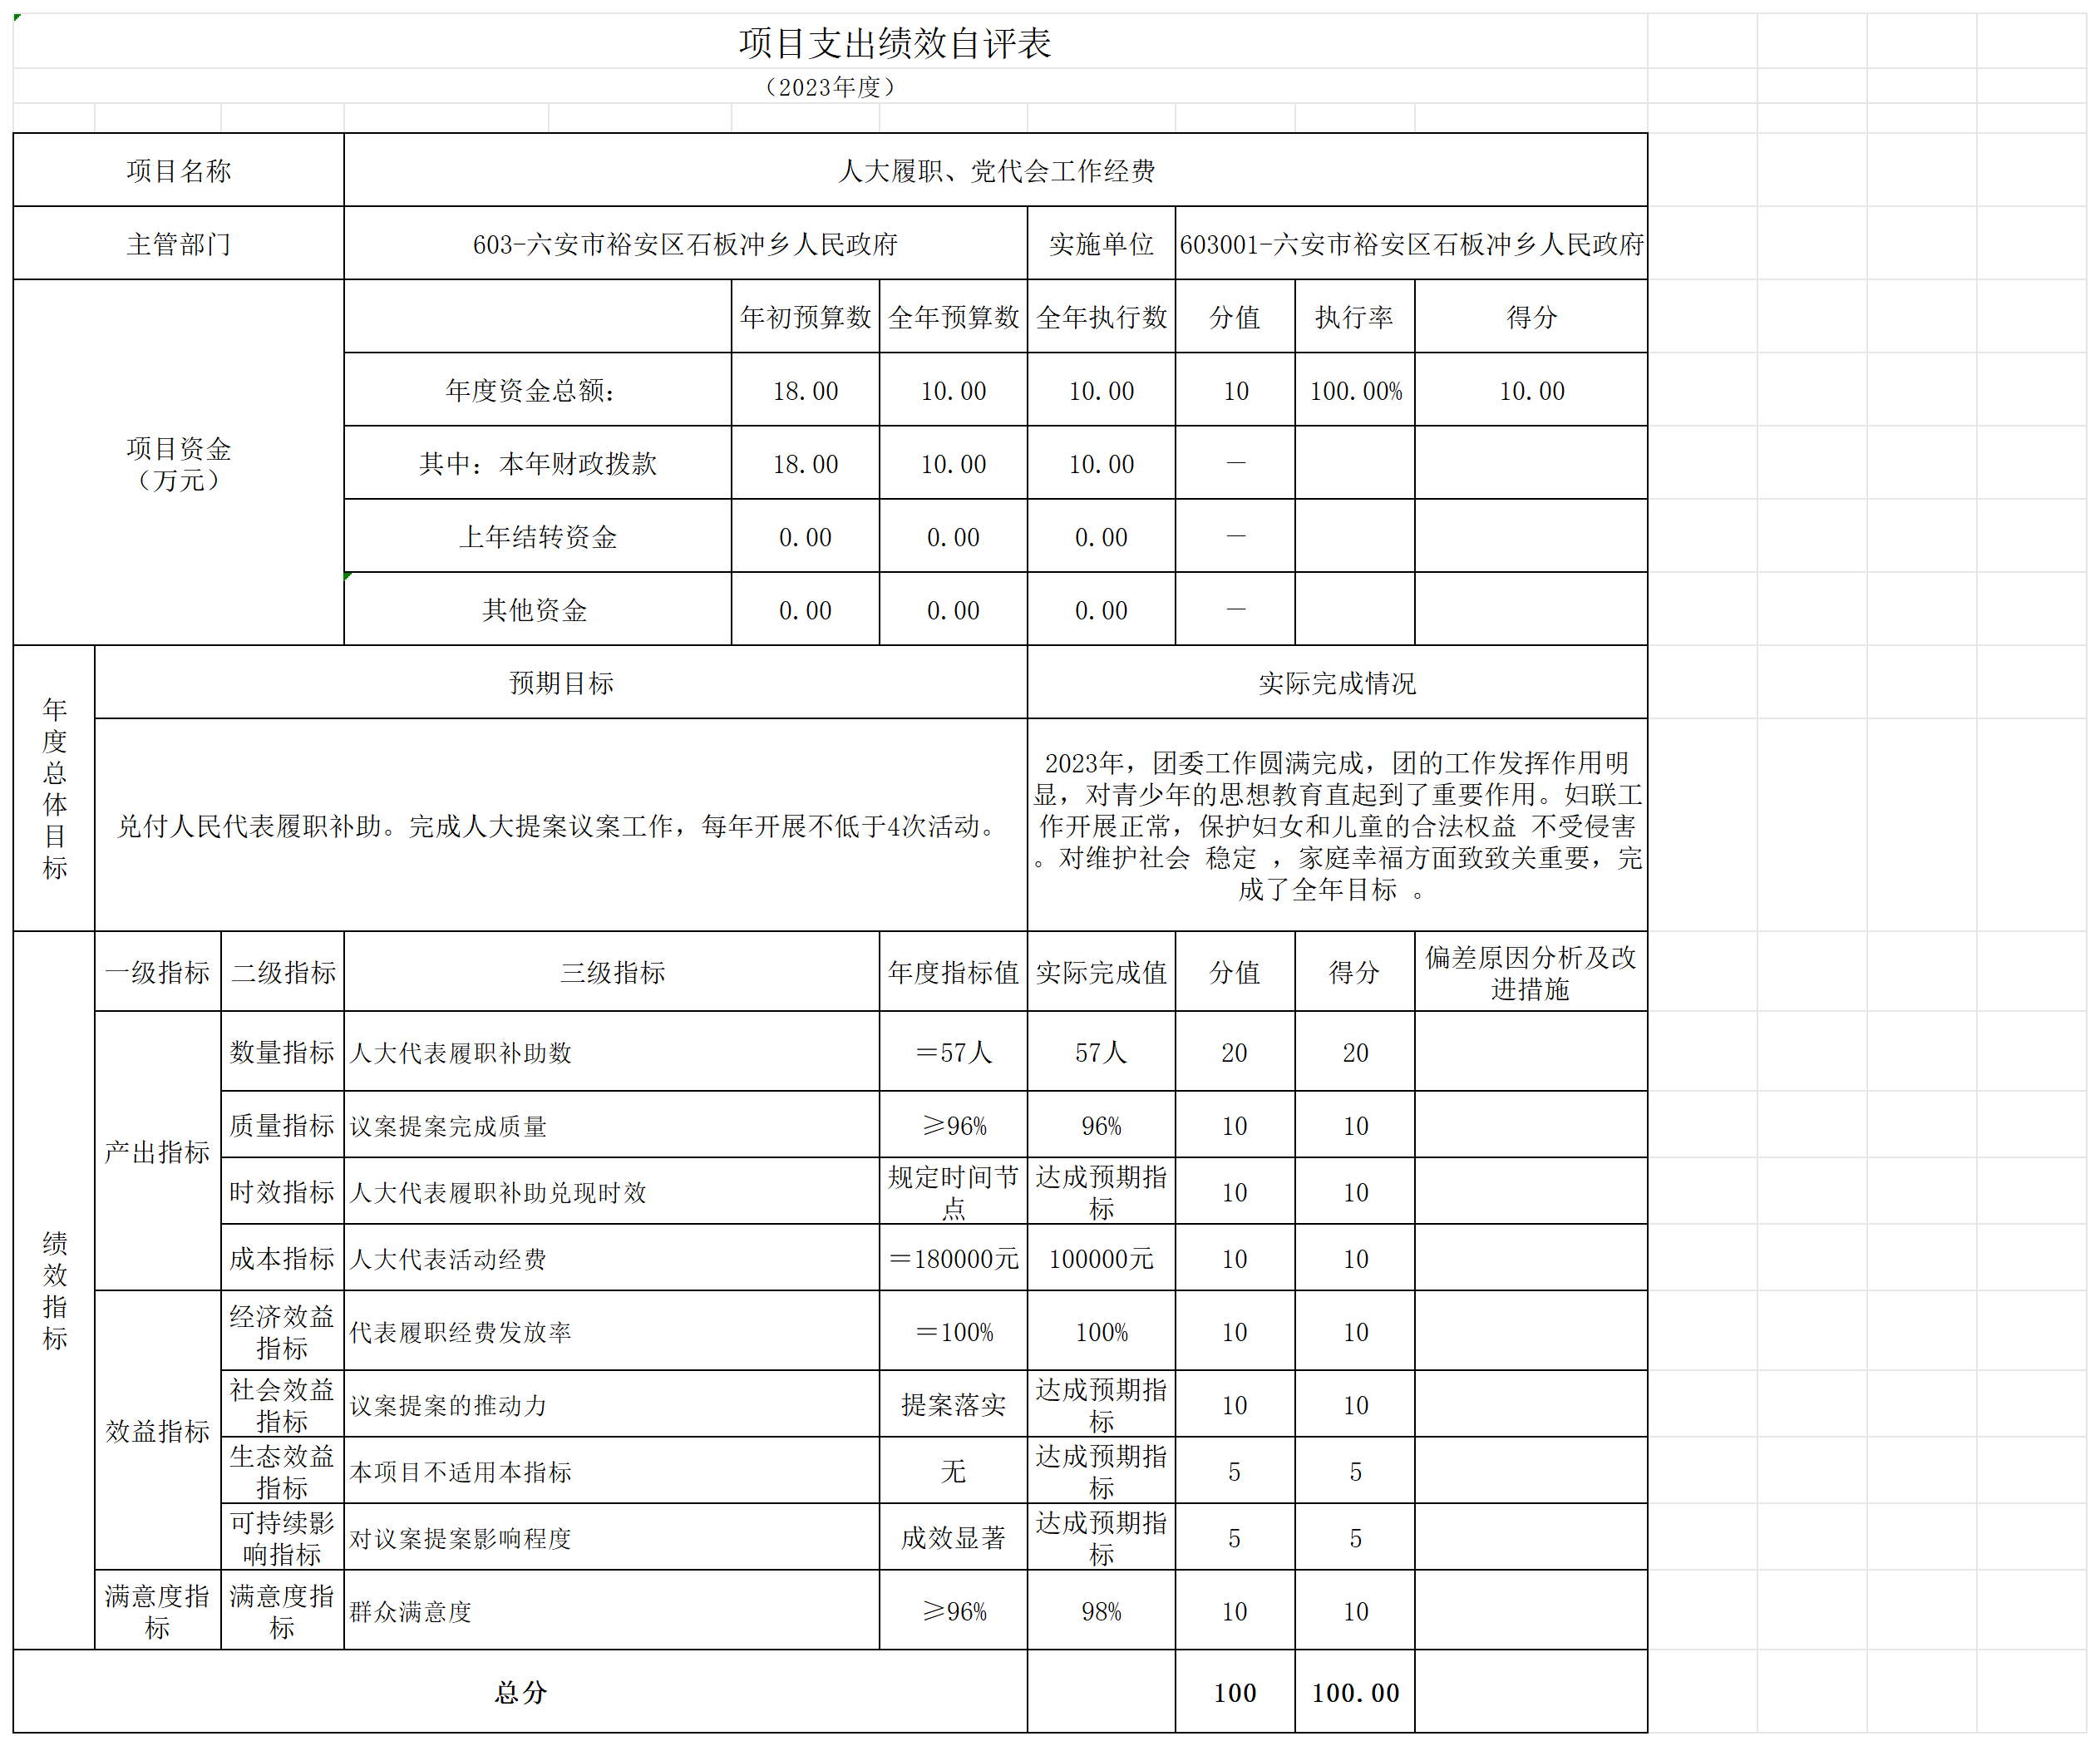 项目支出绩效自评表
（2023年度）
项目名称 人大履职、党代会工作经费
主管部门 603-六安市裕安区石板冲乡人民政府 实施单位 603001-六安市裕安区石板冲乡人民政府
项目资金
（万元）
年初预算数 全年预算数 全年执行数 分值 执行率 得分
年度资金总额： 18.00 10.00 10.00 10 100.00% 10.00
其中：本年财政拨款 18.00 10.00 10.00 —
上年结转资金 0.00 0.00 0.00 —
其他资金 0.00 0.00 0.00 —
年度总体目标
预期目标 实际完成情况
兑付人民代表履职补助。完成人大提案议案工作，每年开展不低于4次活动。
2023年，团委工作圆满完成，团的工作发挥作用明
显，对青少年的思想教育直起到了重要作用。妇联工
作开展正常，保护妇女和儿童的合法权益 不受侵害
。对维护社会 稳定 ，家庭幸福方面致致关重要，完
成了全年目标 。
绩效指标
一级指标 二级指标 三级指标 年度指标值 实际完成值 分值 得分 偏差原因分析及改
进措施
产出指标
数量指标 人大代表履职补助数 ＝57人 57人 20 20
质量指标 议案提案完成质量 ≥96% 96% 10 10
时效指标 人大代表履职补助兑现时效 规定时间节
点 达成预期指
标 10 10
成本指标 人大代表活动经费 ＝180000元 100000元 10 10
效益指标
经济效益
指标 代表履职经费发放率 ＝100% 100% 10 10
社会效益
指标 议案提案的推动力 提案落实 达成预期指
标 10 10
生态效益
指标 本项目不适用本指标 无 达成预期指
标 5 5
可持续影
响指标 对议案提案影响程度 成效显著 达成预期指
标 5 5
满意度指
标 满意度指
标 群众满意度 ≥96% 98% 10 10
总分 100 100.00